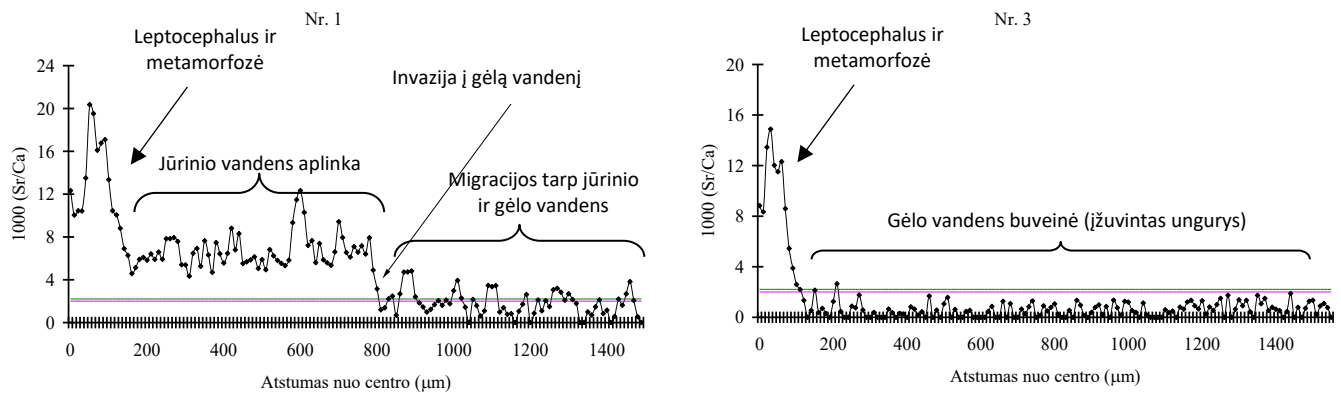 Nr. 1
Leptocephalus ir
metamorfozė
Invazija į gėlą vandenį
Jūrinio vandens aplinka
Migracijos tarp jūrinio
ir gėlo vandens
1000 (Sr/Ca)
24
20
16
12
8
4
0
0 200 400 600 800 1000 1200 1400
Atstumas nuo centro (µm)
Nr. 3
Leptocephalus ir
metamorfozė
Gėlo vandens buveinė (įžuvintas ungurys)
1000 (Sr/Ca)
20
16
12
8
4
0
0 200 400 600 800 1000 1200 1400
Atstumas nuo centro (µm)